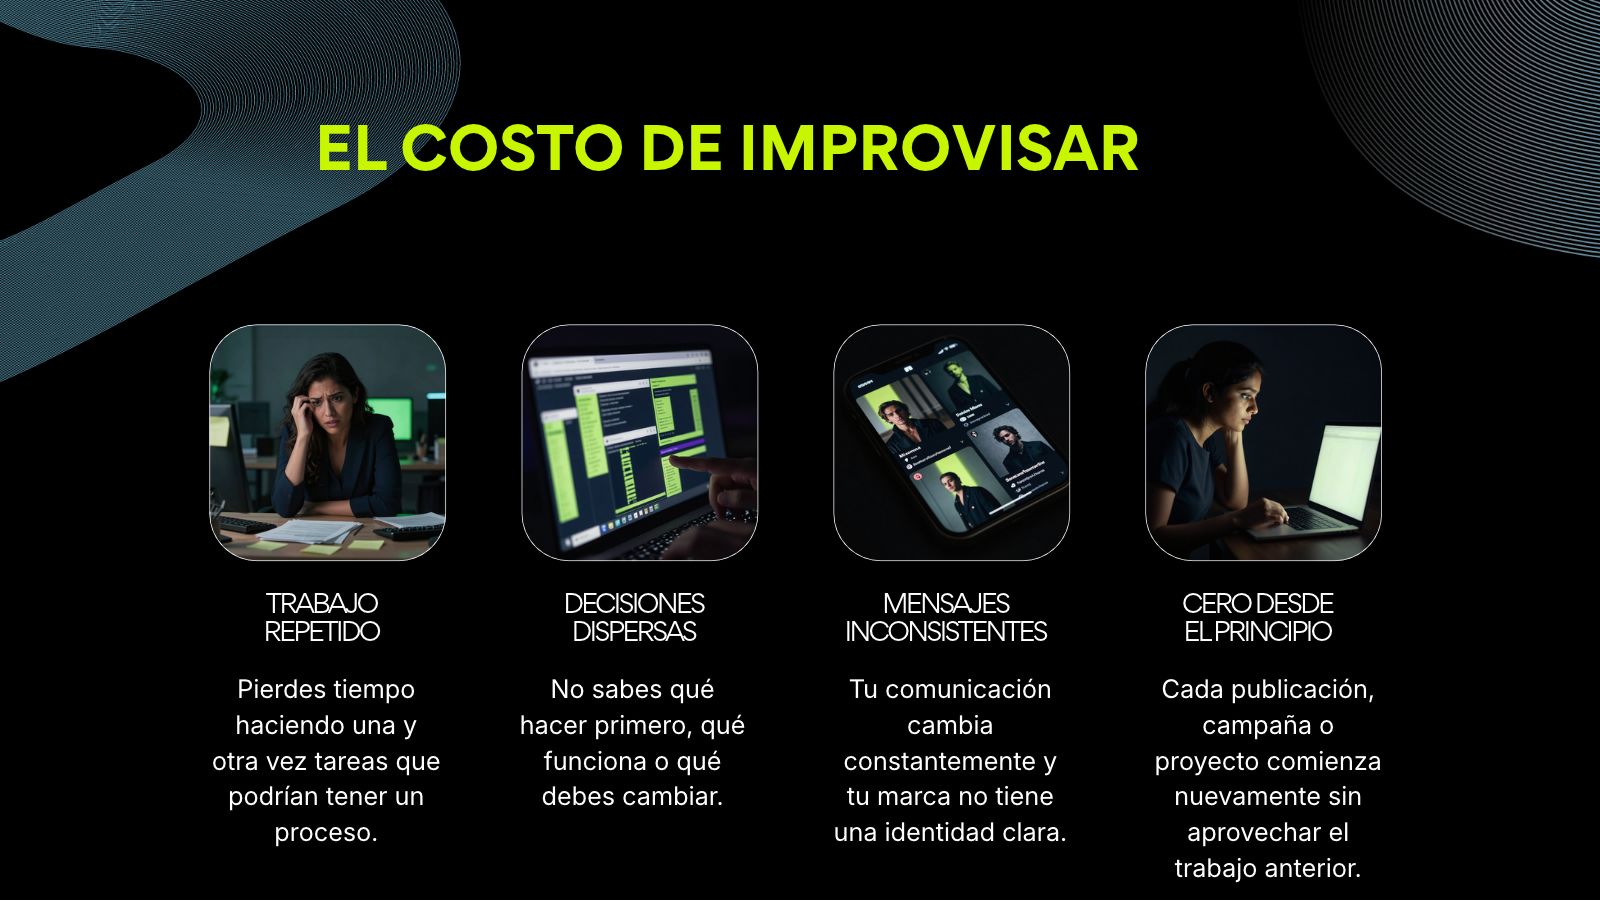 EL COSTO DE IMPROVISAR
TRABAJO
REPETIDO
Pierdes tiempo
haciendo una y
otra vez tareas que
podrían tener un
proceso.
DECISIONES
DISPERSAS
No sabes qué
hacer primero, qué
funciona o qué
debes cambiar.
MENSAJES
INCONSISTENTES
Tu comunicación
cambia
constantemente y
tu marca no tiene
una identidad clara.
CERO DESDE
EL PRINCIPIO
Cada publicación,
campaña o
proyecto comienza
nuevamente sin
aprovechar el
trabajo anterior.